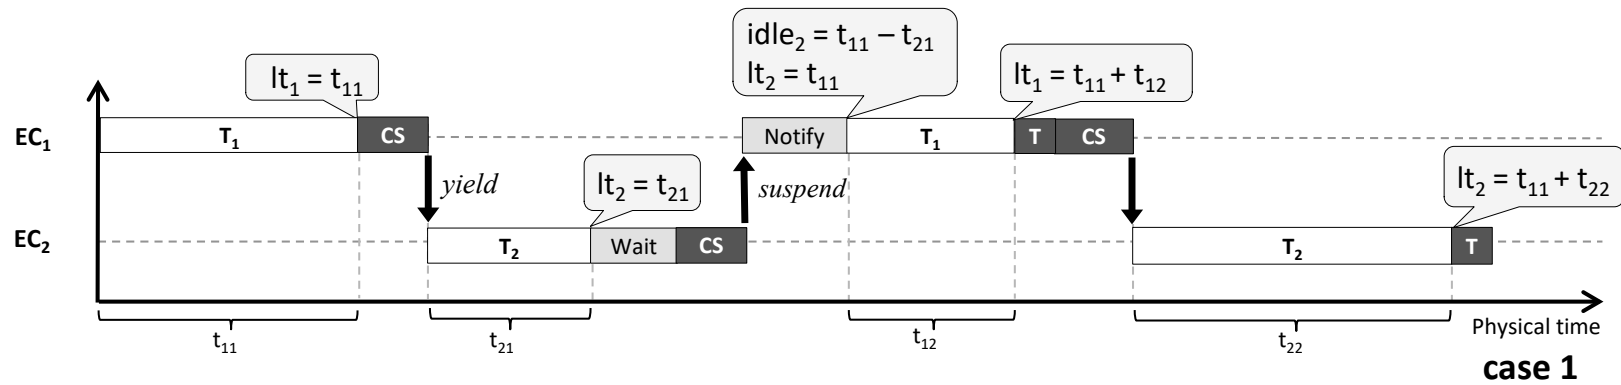 idle₂ = t₁₁ – t₂₁
lt₂ = t₁₁
lt₁ = t₁₁
lt₁ = t₁₁ + t₁₂
EC₁
T₁
CS
Notify
T₁
T
CS
yield
lt₂ = t₂₁
suspend
lt₂ = t₁₁ + t₂₂
EC₂
T₂
Wait
CS
T₂
T
t₁₁
t₂₁
t₁₂
t₂₂
Physical time
case 1